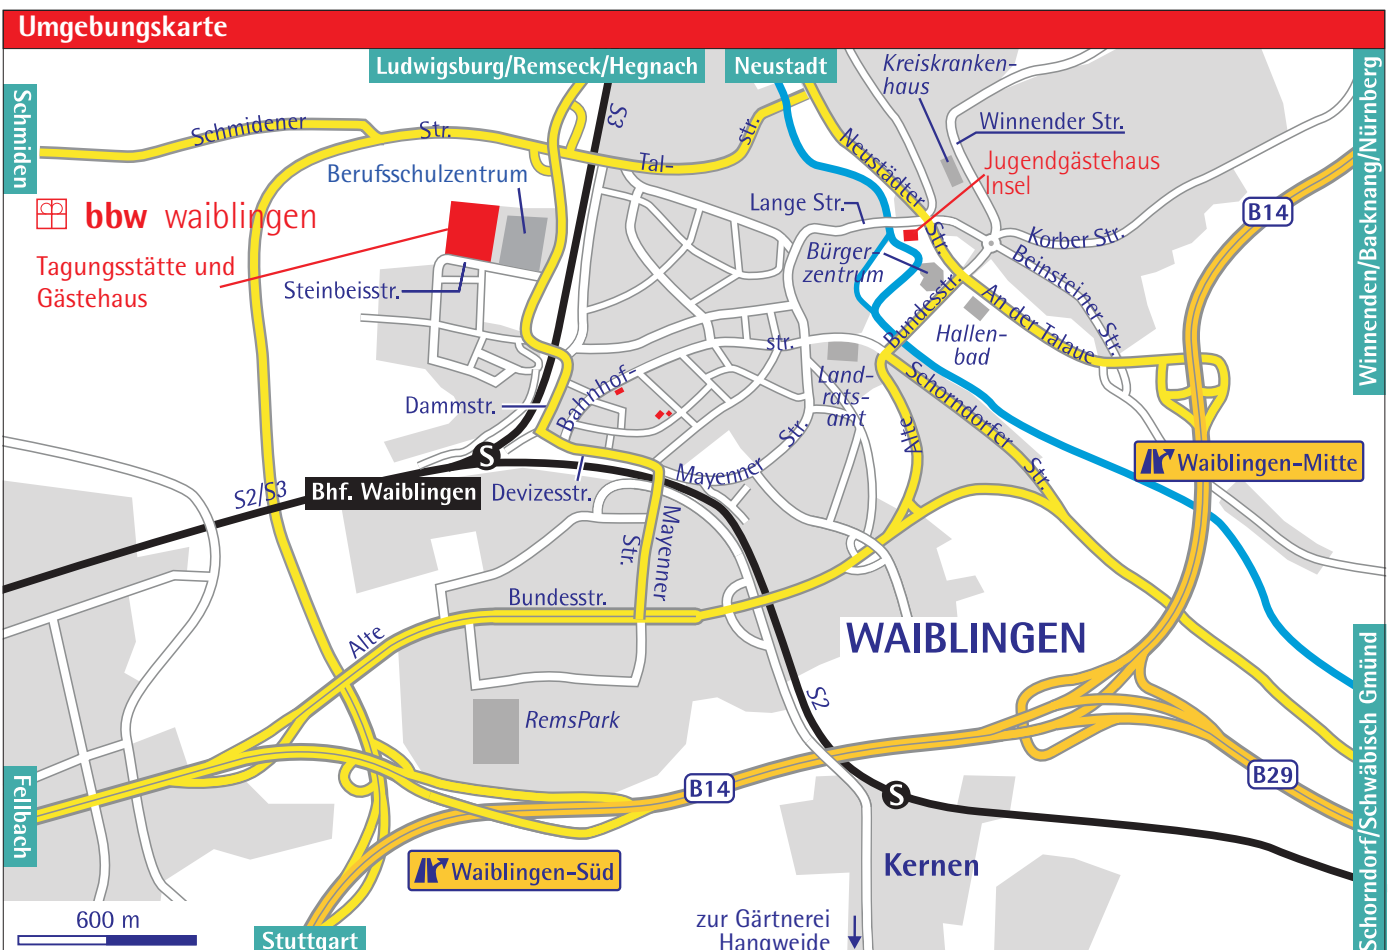 Umgebungskarte
Ludwigsburg/Remseck/Hegnach
Neustadt
Kreiskranken-
haus
Winnenden/Backnang/Nürnberg
Schmiden
Schmidener
Str.
S3
Tal-
str.
Neustädter
Str.
Winnender Str.
Jugendgästehaus
Insel
Berufsschulzentrum
bbw waiblingen
Tagungsstätte und
Gästehaus
Steinbeisstr.
Lange Str.
Bürger-
zentrum
Korber Str.
Beinsteiner Str.
B14
Bundesstr.
An der Talaue
Hallen-
bad
str.
Bahnhof-
Land-
rats-
amt
Schorndorfer
Str.
Alte
Dammstr.
Mayenner
Str.
Waiblingen-Mitte
S
S2/S3
Bhf. Waiblingen
Devizesstr.
Mayenner
Str.
Bundesstr.
Alte
WAIBLINGEN
S2
RemsPark
B14
B29
S
Schorndorf/Schwäbisch Gmünd
Fellbach
Waiblingen-Süd
Kernen
600 m
Stuttgart
zur Gärtnerei
Hangweide